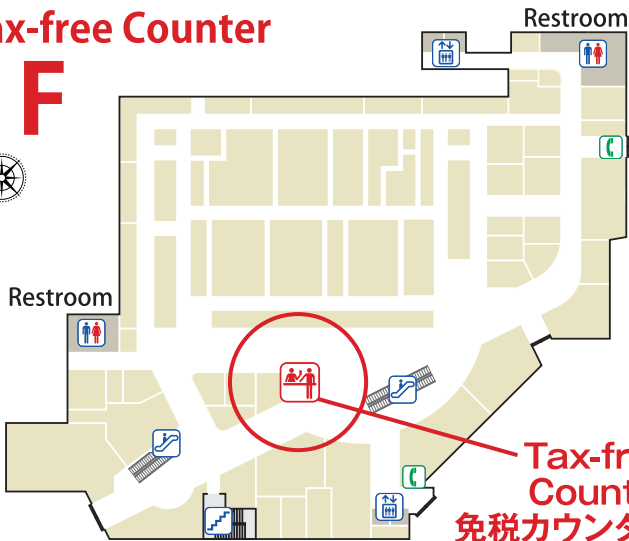 ax-free Counter
F
Restroom
Restroom
Tax-fr
Count
免税カウンタ